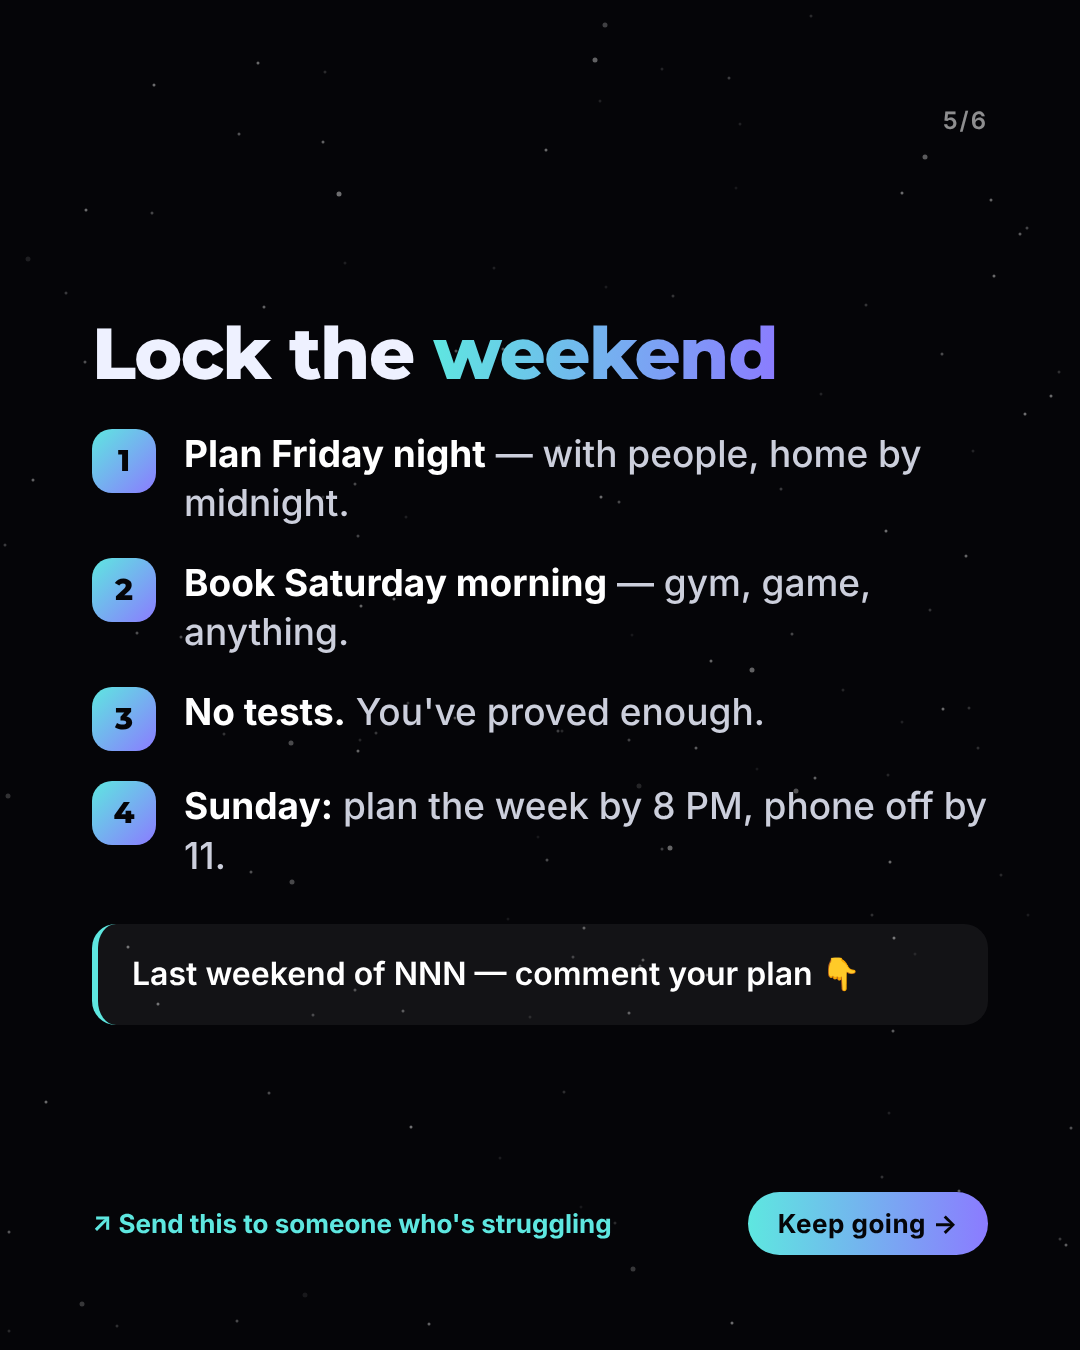 5/6
Lock the weekend
1 Plan Friday night — with people, home by
midnight.
2 Book Saturday morning — gym, game,
anything.
3 No tests. You've proved enough.
4 Sunday: plan the week by 8 PM, phone off by
11.
Last weekend of NNN — comment your plan 👇
↗ Send this to someone who's struggling
Keep going →